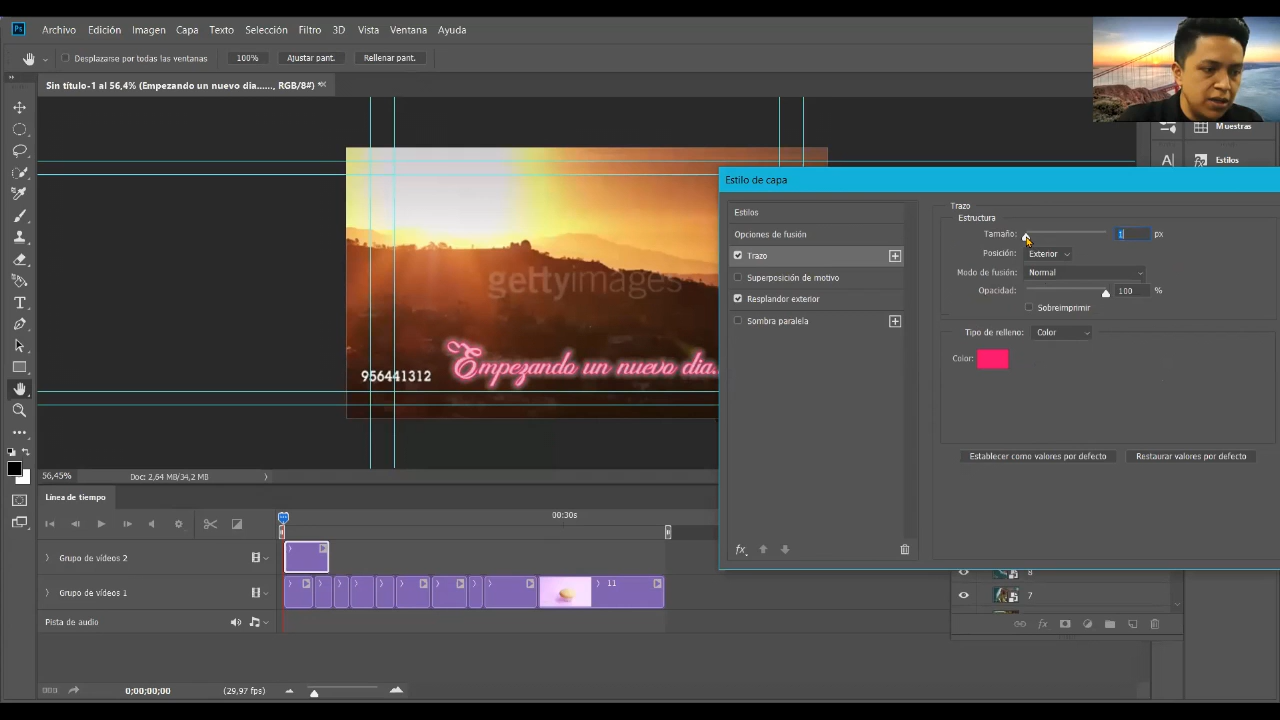 Ps Archivo Edición Imagen Capa Texto Selección Filtro 3D Vista Ventana Ayuda
Desplazarse por todas las ventanas 100% Ajustar pant. Rellenar pant.
Sin título-1 al 56,4% (Empezando un nuevo dia......, RGB/8#) *
Muestras
Estilos
Estilo de capa
Estilos
Opciones de fusión
Trazo
Superposición de motivo
Resplandor exterior
Sombra paralela
fx
Trazo
Estructura
Tamaño: 1 px
Posición: Exterior
Modo de fusión: Normal
Opacidad: 100 %
Sobreimprimir
Tipo de relleno: Color
Color:
Establecer como valores por defecto Restaurar valores por defecto
gettyimages
956441312
Empezando un nuevo dia..
56,45% Doc: 2,64 MB/34,2 MB
Línea de tiempo
00:30s
Grupo de vídeos 2
Grupo de vídeos 1
11
Pista de audio
8
7
fx
0;00;00;00 (29,97 fps)